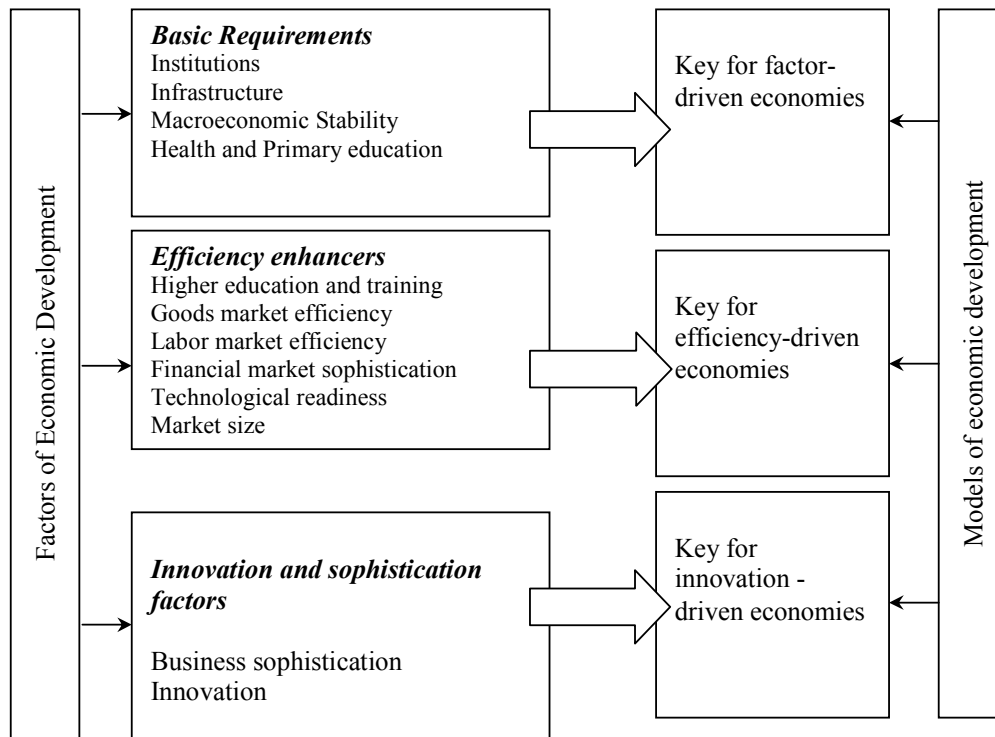 Factors of Economic Development
Basic Requirements
Institutions
Infrastructure
Macroeconomic Stability
Health and Primary education
Key for factor-
driven economies
Efficiency enhancers
Higher education and training
Goods market efficiency
Labor market efficiency
Financial market sophistication
Technological readiness
Market size
Key for
efficiency-driven
economies
Innovation and sophistication
factors
Business sophistication
Innovation
Key for
innovation -
driven economies
Models of economic development